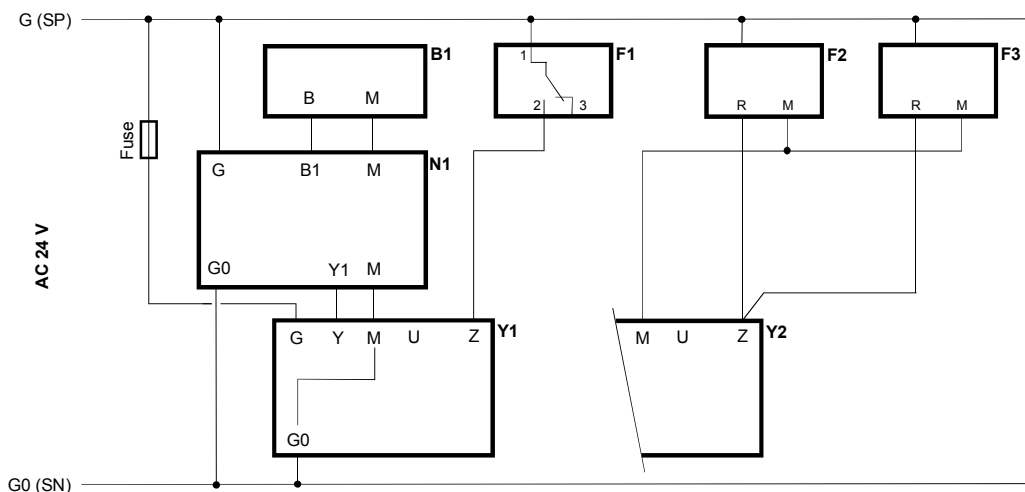 G (SP)
B1
F1
F2
F3
1
B M
2 3
R M
R M
Fuse
N1
G B1 M
AC 24 V
G0 Y1 M
G Y M U Z Y1
M U Z Y2
G0
G0 (SN)